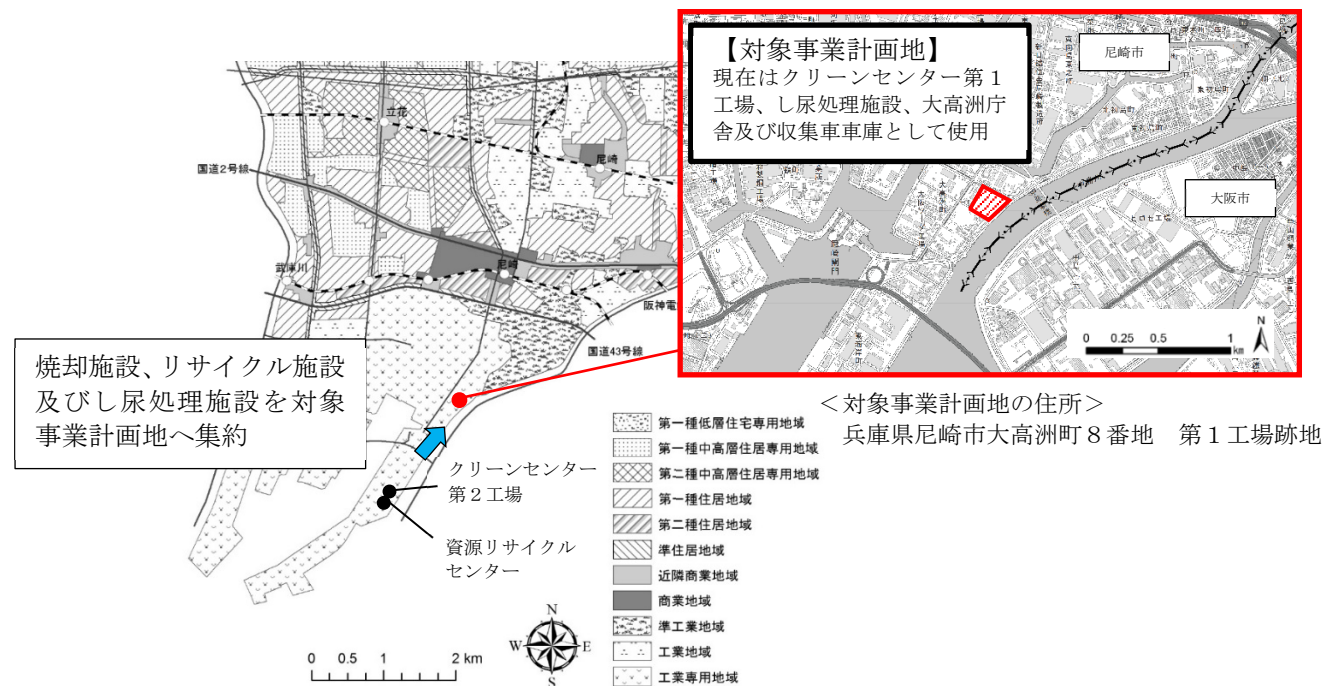 【対象事業計画地】
現在はクリーンセンター第１
工場、し尿処理施設、大高洲庁
舎及び収集車車庫として使用
尼崎市
大阪市
0 0.25 0.5 1
km
N
立花
尼崎
国道2号線
武庫川
尼崎
阪神電
国道43号線
焼却施設、リサイクル施設
及びし尿処理施設を対象
事業計画地へ集約
クリーンセンター
第２工場
資源リサイクル
センター
＜対象事業計画地の住所＞
兵庫県尼崎市大高洲町８番地　第１工場跡地
第一種低層住宅専用地域
第一種中高層住居専用地域
第二種中高層住居専用地域
第一種住居地域
第二種住居地域
準住居地域
近隣商業地域
商業地域
準工業地域
工業地域
工業専用地域
N
W E
S
0 0.5 1 2 km